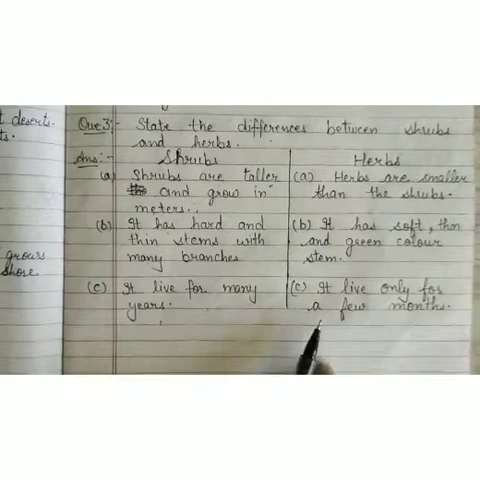 t deserts.
ts.
grows
shore
Que 3:- State the differences between shrubs
and herbs.
Ans:- Shrubs
(a) Shrubs are taller
and grow in
meters.
(b) It has hard and
thin stems with
many branches
(c) It live for many
years.
Herbs
(a) Herbs are smaller
than the shrubs.
(b) It has soft, thin
and green colour
stem.
(c) It live only for
a few months.